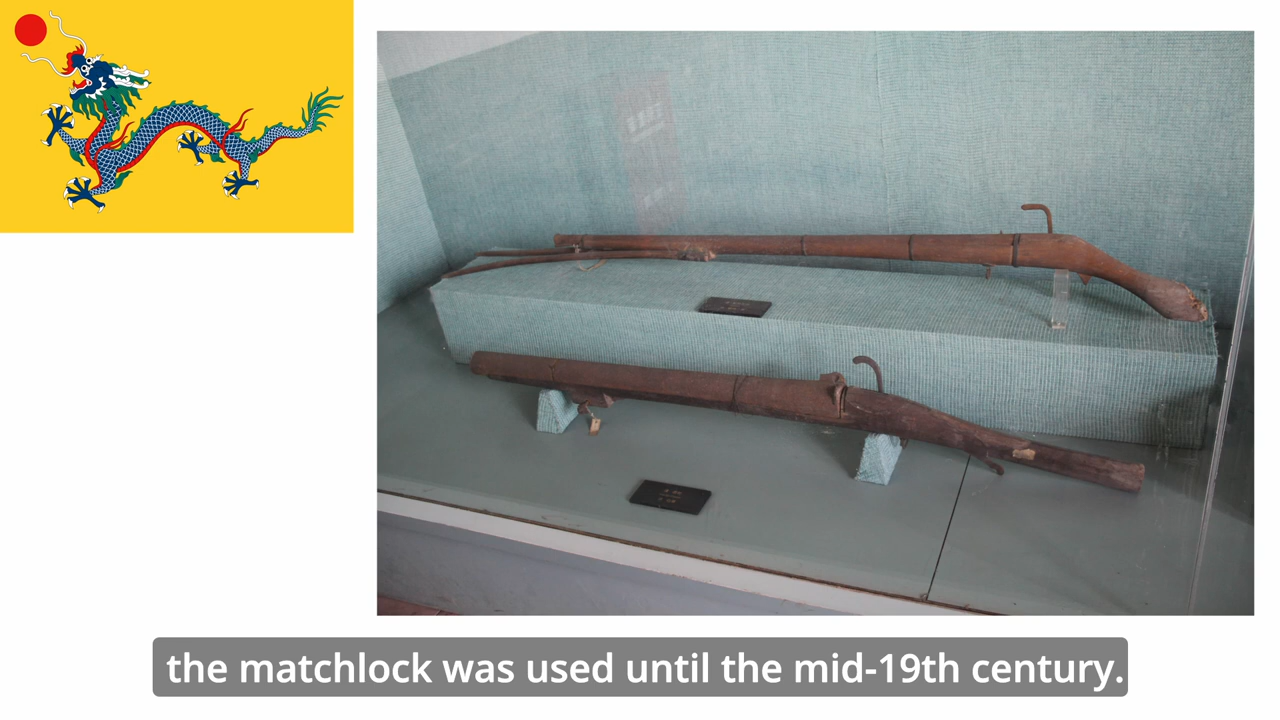 the matchlock was used until the mid-19th century.